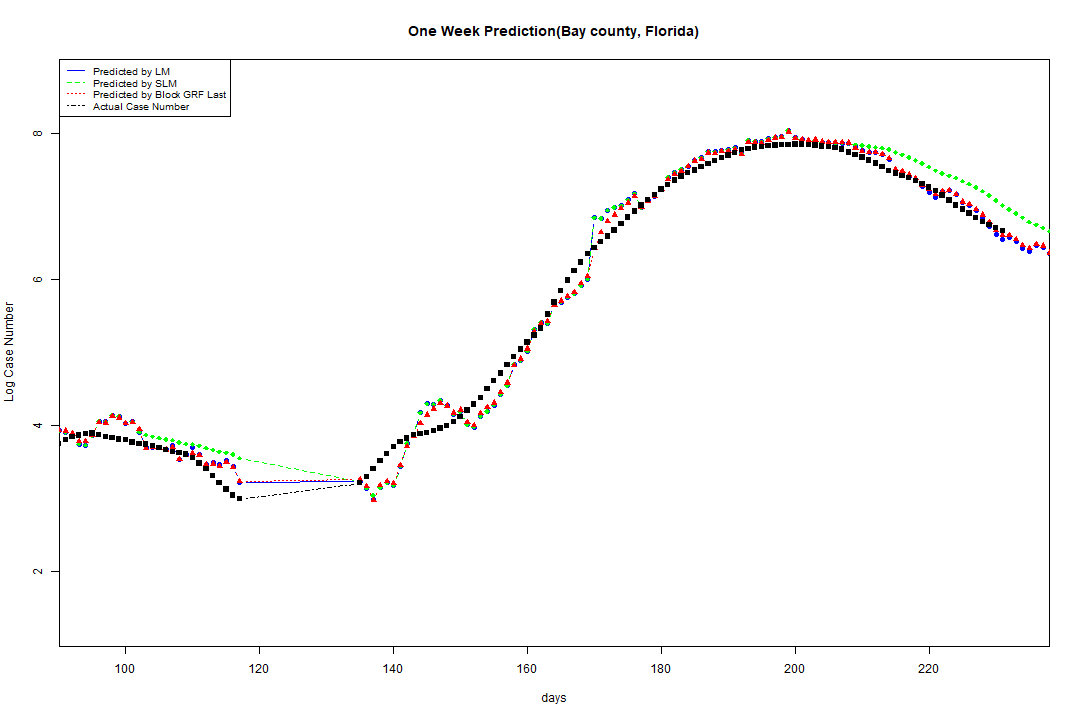 One Week Prediction(Bay county, Florida)
Predicted by LM
Predicted by SLM
Predicted by Block GRF Last
Actual Case Number
8
6
4
2
Log Case Number
100 120 140 160 180 200 220
days